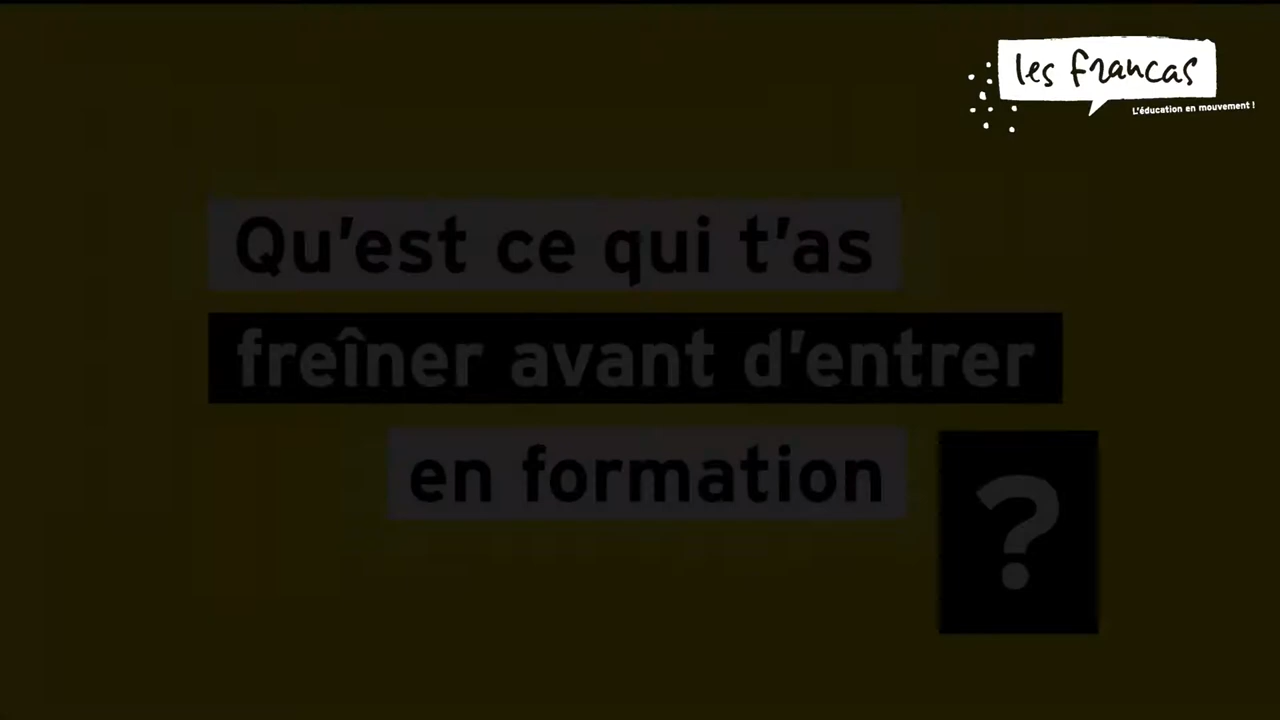 les francas
L'éducation en mouvement !
Qu'est ce qui t'as
freîner avant d'entrer
en formation
?